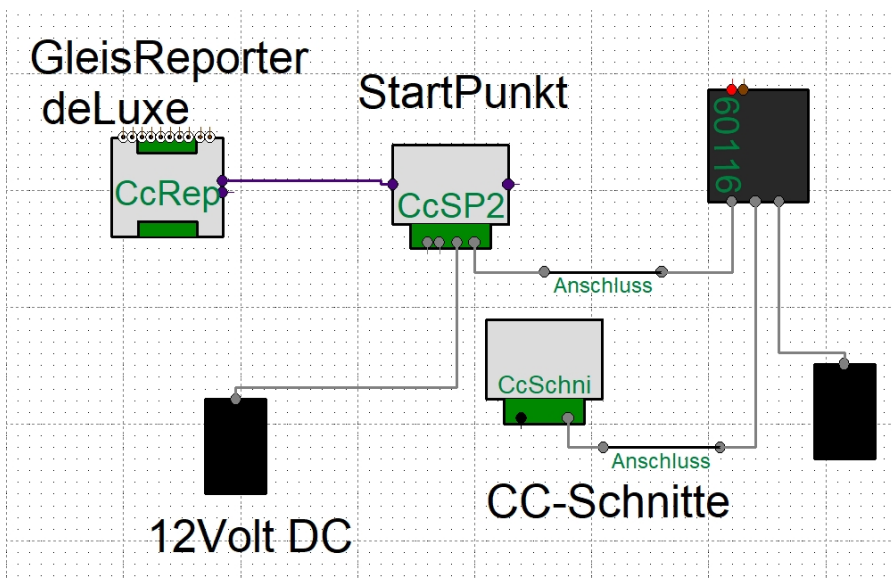 GleisReporter
deLuxe
StartPunkt
60116
CcRep
CcSP2
Anschluss
CcSchni
Anschluss
CC-Schnitte
12Volt DC